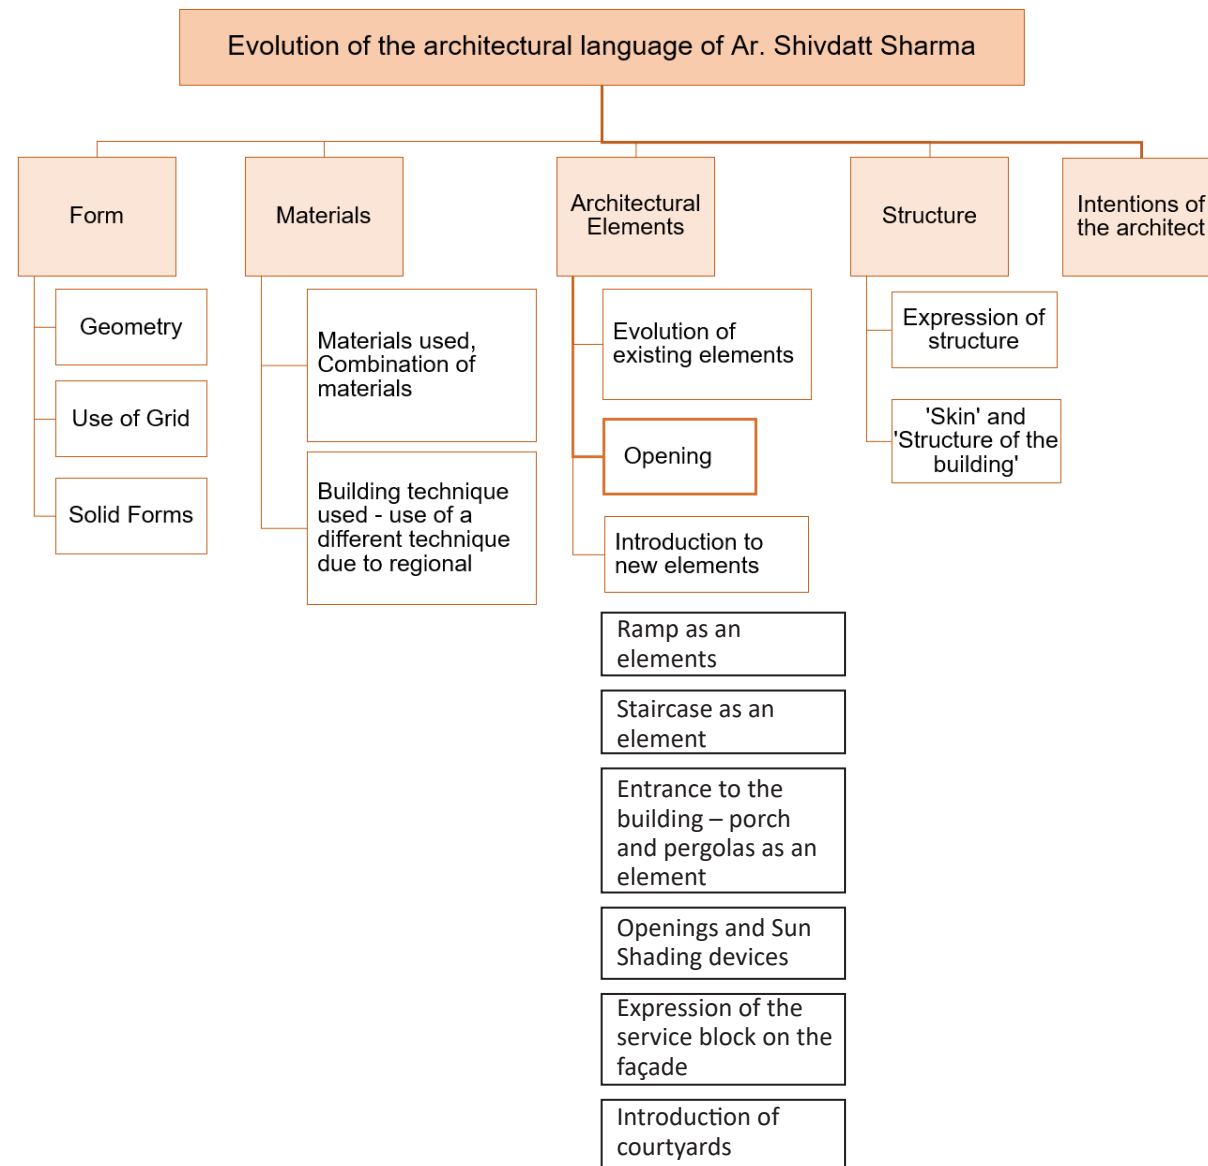 Evolution of the architectural language of Ar. Shivdatt Sharma
Form
Materials
Architectural
Elements
Structure
Intentions of
the architect
Geometry
Use of Grid
Solid Forms
Materials used,
Combination of
materials
Building technique
used - use of a
different technique
due to regional
Evolution of
existing elements
Opening
Introduction to
new elements
Ramp as an
elements
Staircase as an
element
Entrance to the
building – porch
and pergolas as an
element
Openings and Sun
Shading devices
Expression of the
service block on the
façade
Introduction of
courtyards
Expression of
structure
'Skin' and
'Structure of the
building'